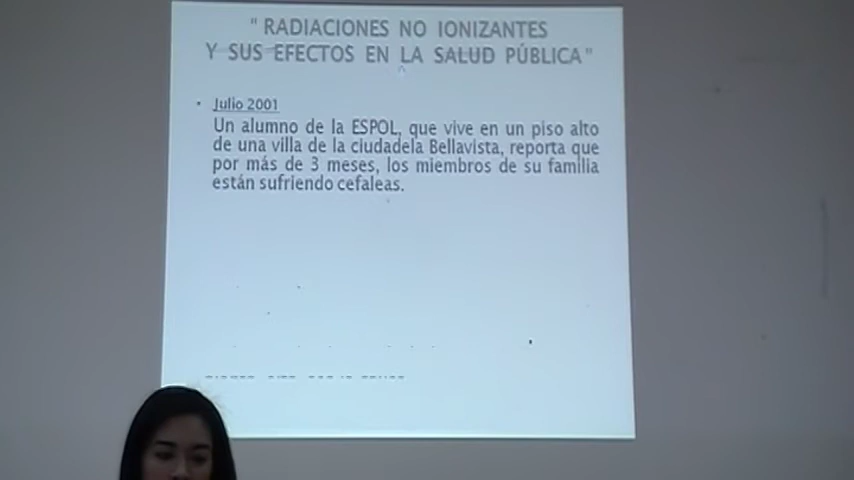 " RADIACIONES NO IONIZANTES
Y SUS EFECTOS EN LA SALUD PÚBLICA"
• Julio 2001
Un alumno de la ESPOL, que vive en un piso alto
de una villa de la ciudadela Bellavista, reporta que
por más de 3 meses, los miembros de su familia
están sufriendo cefaleas.